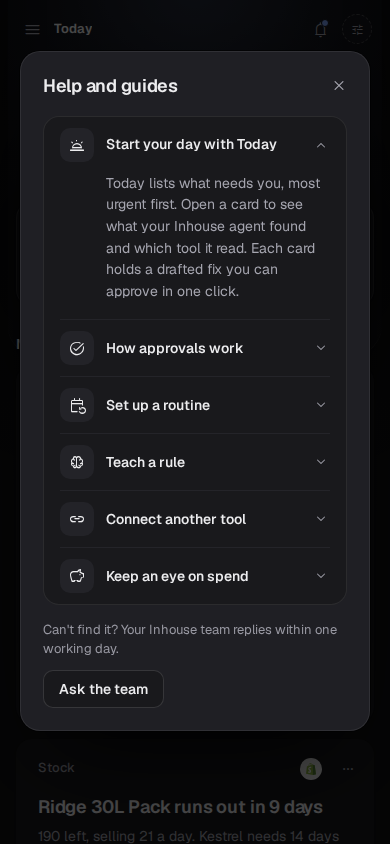 Today
Help and guides
Start your day with Today
Today lists what needs you, most
urgent first. Open a card to see
what your Inhouse agent found
and which tool it read. Each card
holds a drafted fix you can
approve in one click.
How approvals work
Set up a routine
Teach a rule
Connect another tool
Keep an eye on spend
Can't find it? Your Inhouse team replies within one
working day.
Ask the team
Stock
Ridge 30L Pack runs out in 9 days
190 left, selling 21 a day. Kestrel needs 14 days